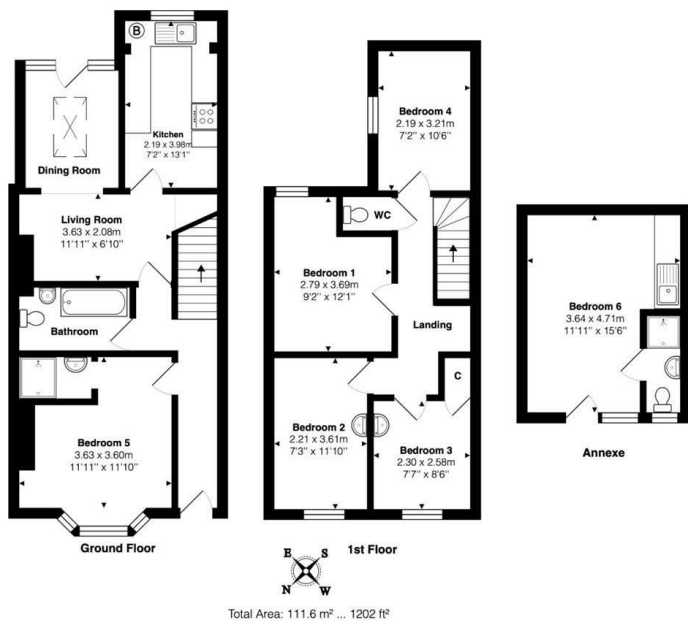 B
Kitchen
2.19 x 3.98m
7'2" x 13'1"
Dining Room
Living Room
3.63 x 2.08m
11'11" x 6'10"
Bathroom
Bedroom 5
3.63 x 3.60m
11'11" x 11'10"
Ground Floor
Bedroom 4
2.19 x 3.21m
7'2" x 10'6"
WC
Bedroom 1
2.79 x 3.69m
9'2" x 12'1"
Landing
C
Bedroom 2
2.21 x 3.61m
7'3" x 11'10"
Bedroom 3
2.30 x 2.58m
7'7" x 8'6"
1st Floor
Bedroom 6
3.64 x 4.71m
11'11" x 15'6"
Annexe
E S
N W
Total Area: 111.6 m² ... 1202 ft²